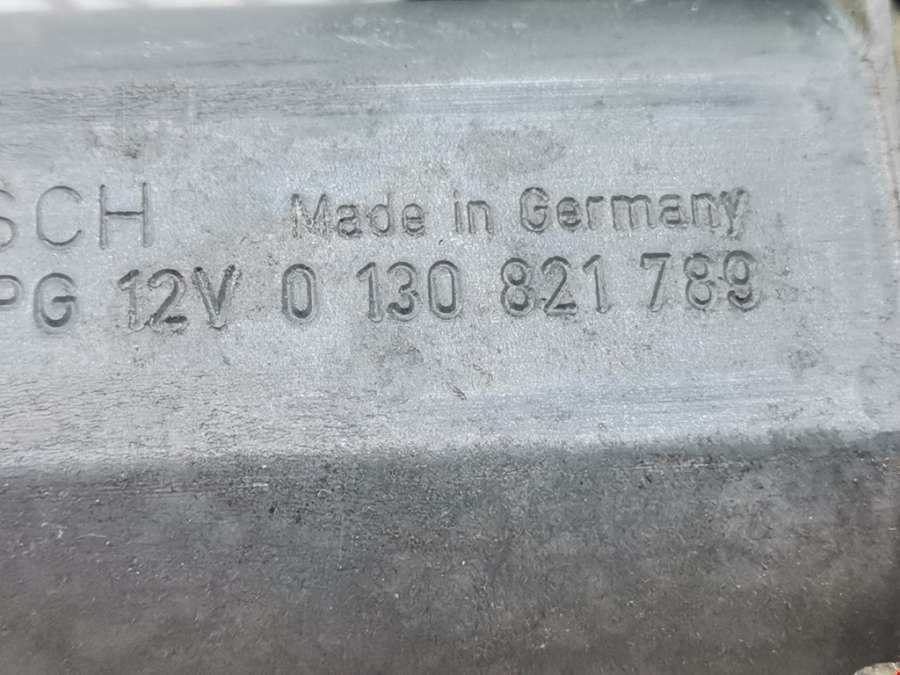 SCH Made in Germany
PG 12V 0 130 821 789